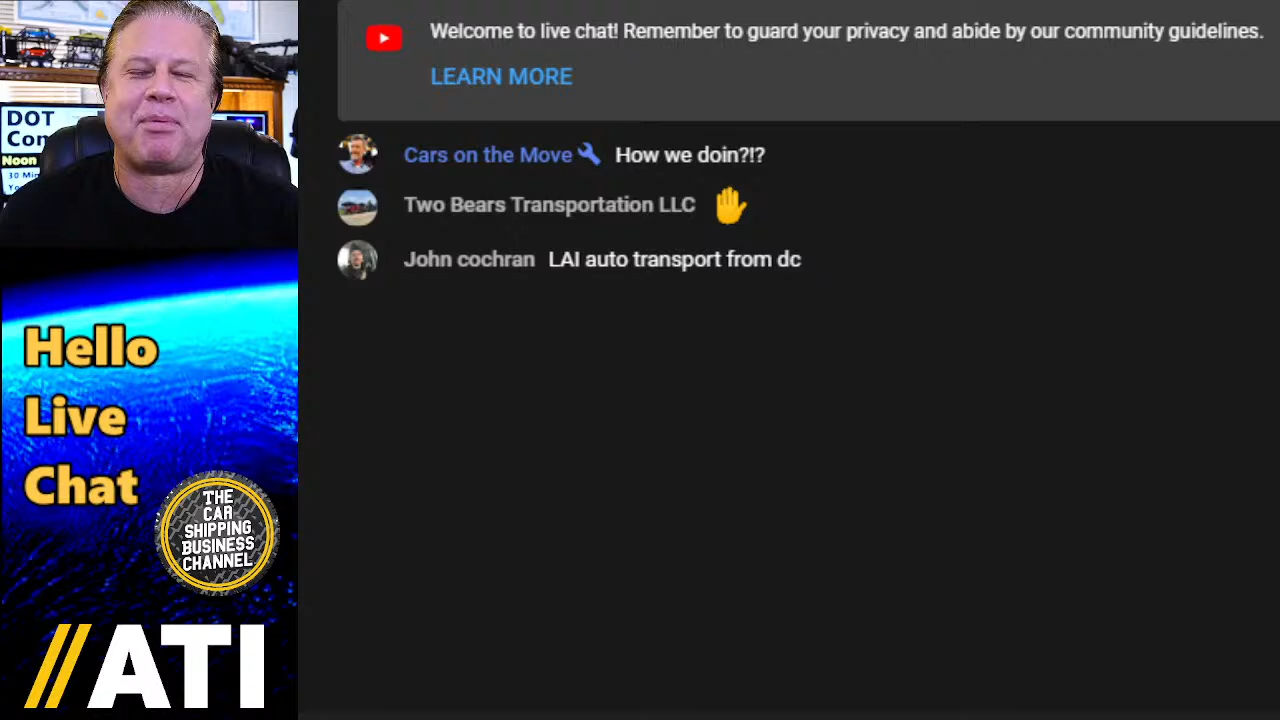 Welcome to live chat! Remember to guard your privacy and abide by our community guidelines.
LEARN MORE
Cars on the Move How we doin?!?
Two Bears Transportation LLC
John cochran LAI auto transport from dc
DOT
Noon
Hello
Live
Chat
THE
CAR
SHIPPING
BUSINESS
CHANNEL
//ATI